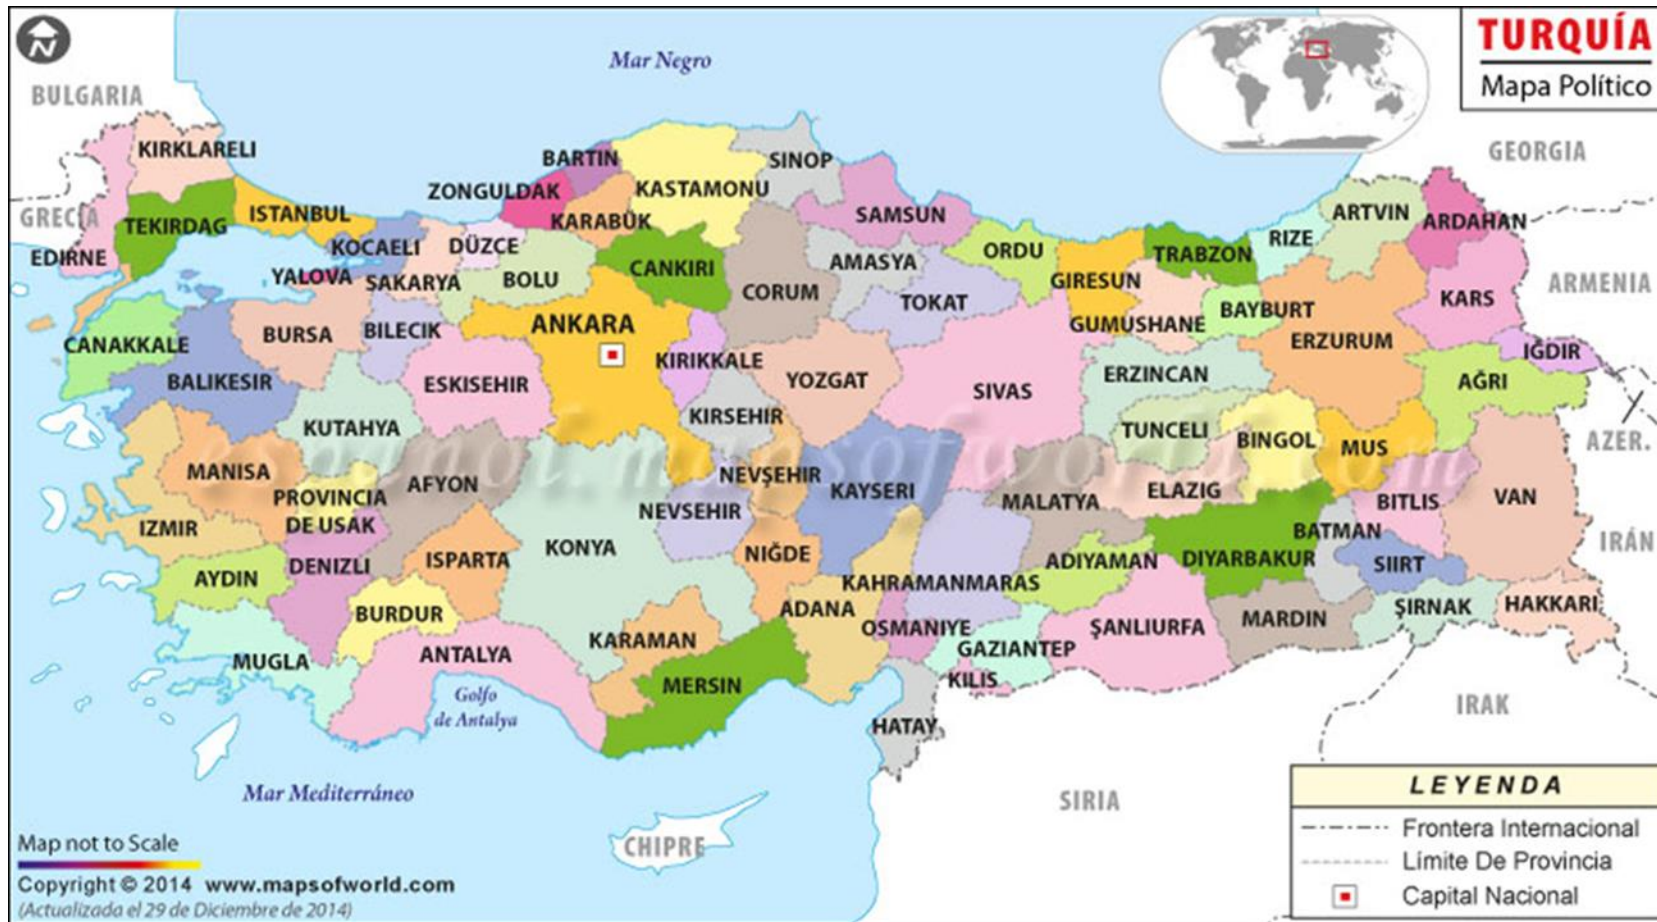 N
Mar Negro
TURQUÍA
Mapa Político
BULGARIA
GEORGIA
KIRKLARELI
BARTIN
SINOP
ZONGULDAK
KASTAMONU
GRECIA
TEKIRDAG
ISTANBUL
KARABÜK
SAMSUN
ARTVIN
ARDAHAN
EDIRNE
KOCAELI
DÜZCE
ORDU
TRABZON
RIZE
YALOVA
SAKARYA
BOLU
CANKIRI
AMASYA
GIRESUN
ARMENIA
CORUM
TOKAT
BAYBURT
KARS
CANAKKALE
BURSA
BILECIK
ANKARA
GUMUSHANE
ERZURUM
IĞDIR
BALIKESIR
ESKISEHIR
KIRIKKALE
YOZGAT
SIVAS
ERZINCAN
AĞRI
KUTAHYA
KIRSEHIR
TUNCELI
BINGOL
MUS
AZER.
espanol.mapsofworld.com
MANISA
AFYON
NEVŞEHIR
KAYSERI
MALATYA
ELAZIG
BITLIS
VAN
PROVINCIA
DE USAK
IZMIR
NEVSEHIR
KONYA
BATMAN
IRÁN
AYDIN
DENIZLI
ISPARTA
NIĞDE
ADIYAMAN
DIYARBAKUR
SIIRT
BURDUR
ADANA
KAHRAMANMARAS
ŞIRNAK
HAKKARI
MUGLA
ANTALYA
KARAMAN
OSMANIYE
GAZIANTEP
ŞANLIURFA
MARDIN
Golfo
de Antalya
MERSIN
KILIS
IRAK
HATAY
Mar Mediterráneo
CHIPRE
SIRIA
LEYENDA
Frontera Internacional
Límite De Provincia
Capital Nacional
Map not to Scale
Copyright © 2014 www.mapsofworld.com
(Actualizada el 29 de Diciembre de 2014)